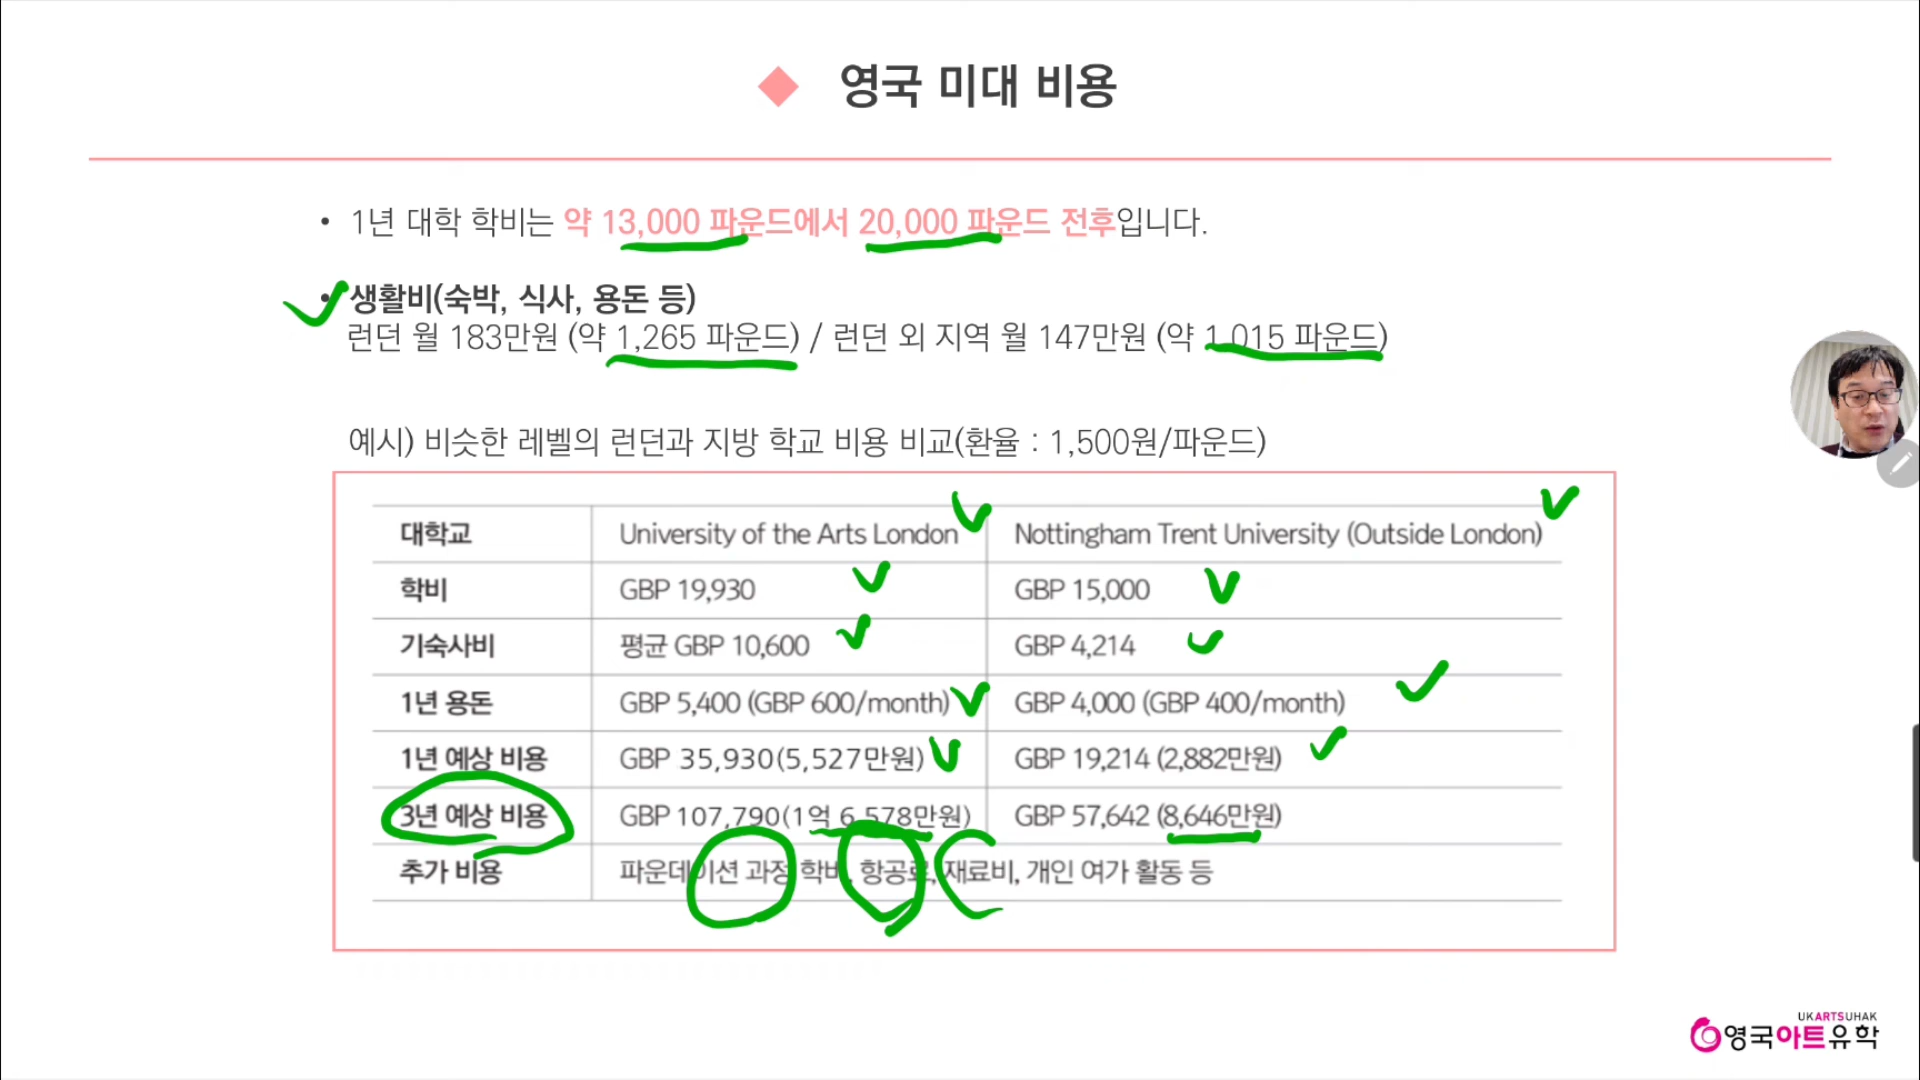 영국 미대 비용
• 1년 대학 학비는 약 13,000 파운드에서 20,000 파운드 전후입니다.
• 생활비(숙박, 식사, 용돈 등)
런던 월 183만원 (약 1,265 파운드) / 런던 외 지역 월 147만원 (약 1,015 파운드)
예시) 비슷한 레벨의 런던과 지방 학교 비용 비교(환율 : 1,500원/파운드)
대학교 University of the Arts London Nottingham Trent University (Outside London)
학비 GBP 19,930 GBP 15,000
기숙사비 평균 GBP 10,600 GBP 4,214
1년 용돈 GBP 5,400 (GBP 600/month) GBP 4,000 (GBP 400/month)
1년 예상 비용 GBP 35,930(5,527만원) GBP 19,214 (2,882만원)
3년 예상 비용 GBP 107,790(1억 6,578만원) GBP 57,642 (8,646만원)
추가 비용 파운데이션 과정 학비, 항공료, 재료비, 개인 여가 활동 등
UKARTSUHAK
영국아트유학